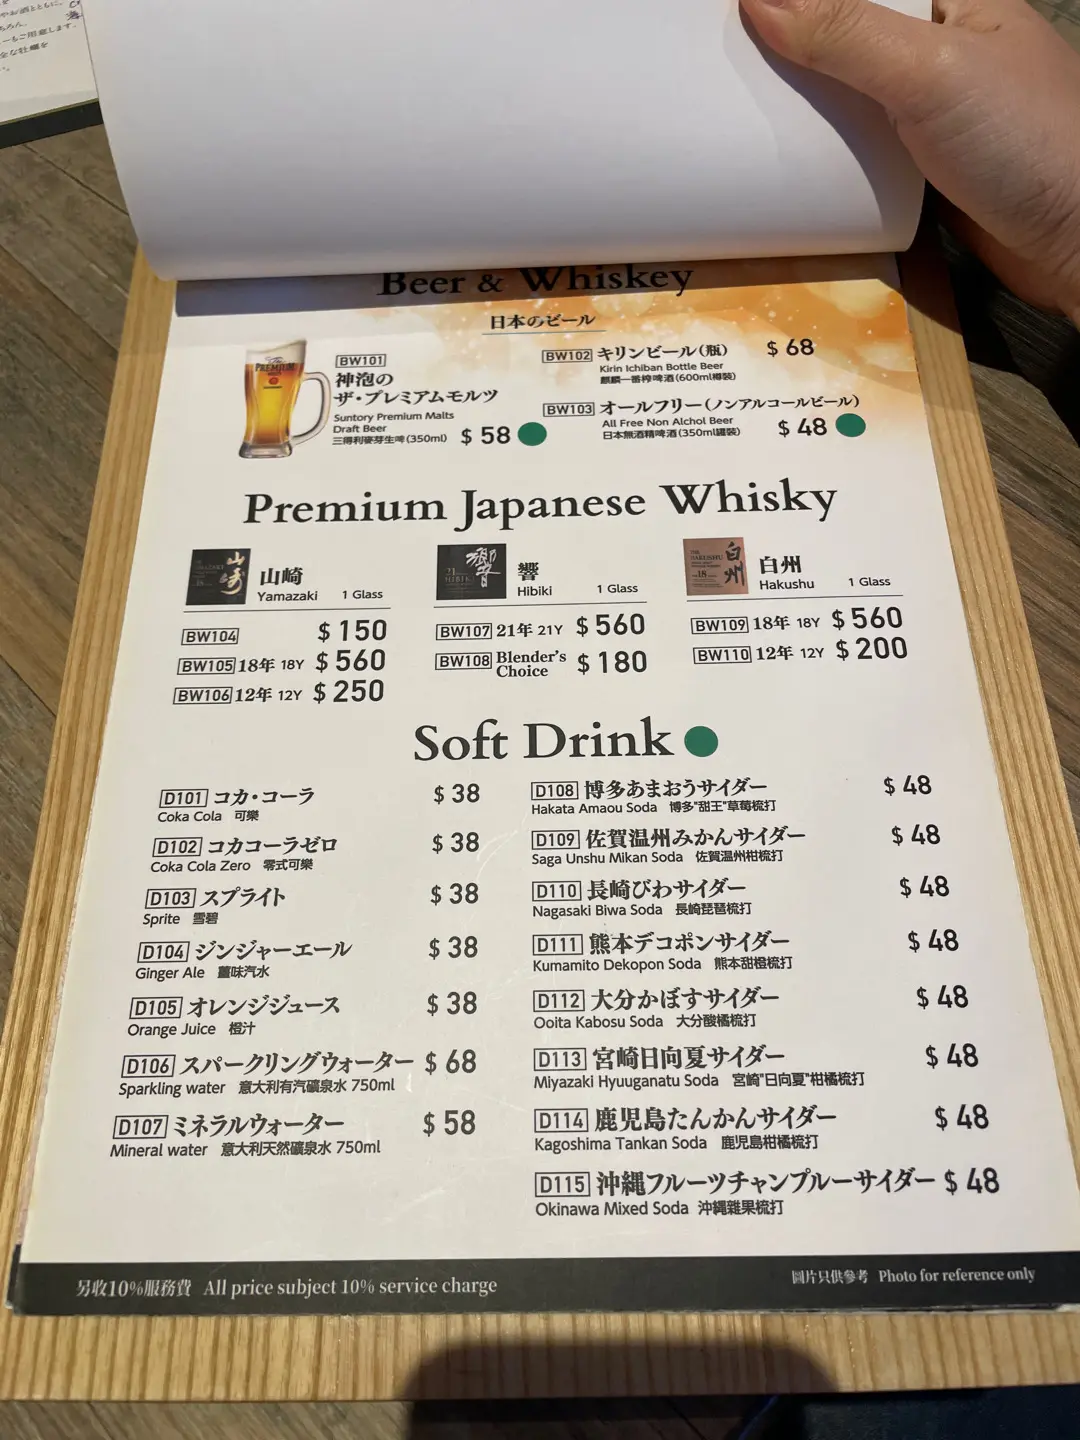 Beer & Whiskey
日本のビール
BW101
神泡の
ザ・プレミアムモルツ
Suntory Premium Malts
Draft Beer
三得利麥芽生啤(350ml) $ 58
BW102 キリンビール(瓶) $ 68
Kirin Ichiban Bottle Beer
麒麟一番榨啤酒(600ml樽裝)
BW103 オールフリー(ノンアルコールビール)
All Free Non Alchol Beer
日本無酒精啤酒(350ml罐裝) $ 48
Premium Japanese Whisky
山崎
Yamazaki 1 Glass
BW104 $ 150
BW105 18年 18Y $ 560
BW106 12年 12Y $ 250
響
Hibiki 1 Glass
BW107 21年 21Y $ 560
BW108 Blender's
Choice $ 180
白州
Hakushu 1 Glass
BW109 18年 18Y $ 560
BW110 12年 12Y $ 200
Soft Drink
D101 コカ・コーラ $ 38
Coka Cola 可樂
D102 コカコーラゼロ $ 38
Coka Cola Zero 零式可樂
D103 スプライト $ 38
Sprite 雪碧
D104 ジンジャーエール $ 38
Ginger Ale 薑味汽水
D105 オレンジジュース $ 38
Orange Juice 橙汁
D106 スパークリングウォーター $ 68
Sparkling water 意大利有汽礦泉水 750ml
D107 ミネラルウォーター $ 58
Mineral water 意大利天然礦泉水 750ml
D108 博多あまおうサイダー $ 48
Hakata Amaou Soda 博多"甜王"草莓梳打
D109 佐賀温州みかんサイダー $ 48
Saga Unshu Mikan Soda 佐賀温州柑梳打
D110 長崎びわサイダー $ 48
Nagasaki Biwa Soda 長崎琵琶梳打
D111 熊本デコポンサイダー $ 48
Kumamito Dekopon Soda 熊本甜橙梳打
D112 大分かぼすサイダー $ 48
Ooita Kabosu Soda 大分酸橘梳打
D113 宮崎日向夏サイダー $ 48
Miyazaki Hyuuganatu Soda 宮崎"日向夏"柑橘梳打
D114 鹿児島たんかんサイダー $ 48
Kagoshima Tankan Soda 鹿児島柑橘梳打
D115 沖縄フルーツチャンプルーサイダー $ 48
Okinawa Mixed Soda 沖縄雜果梳打
另收10%服務費 All price subject 10% service charge
圖片只供參考 Photo for reference only